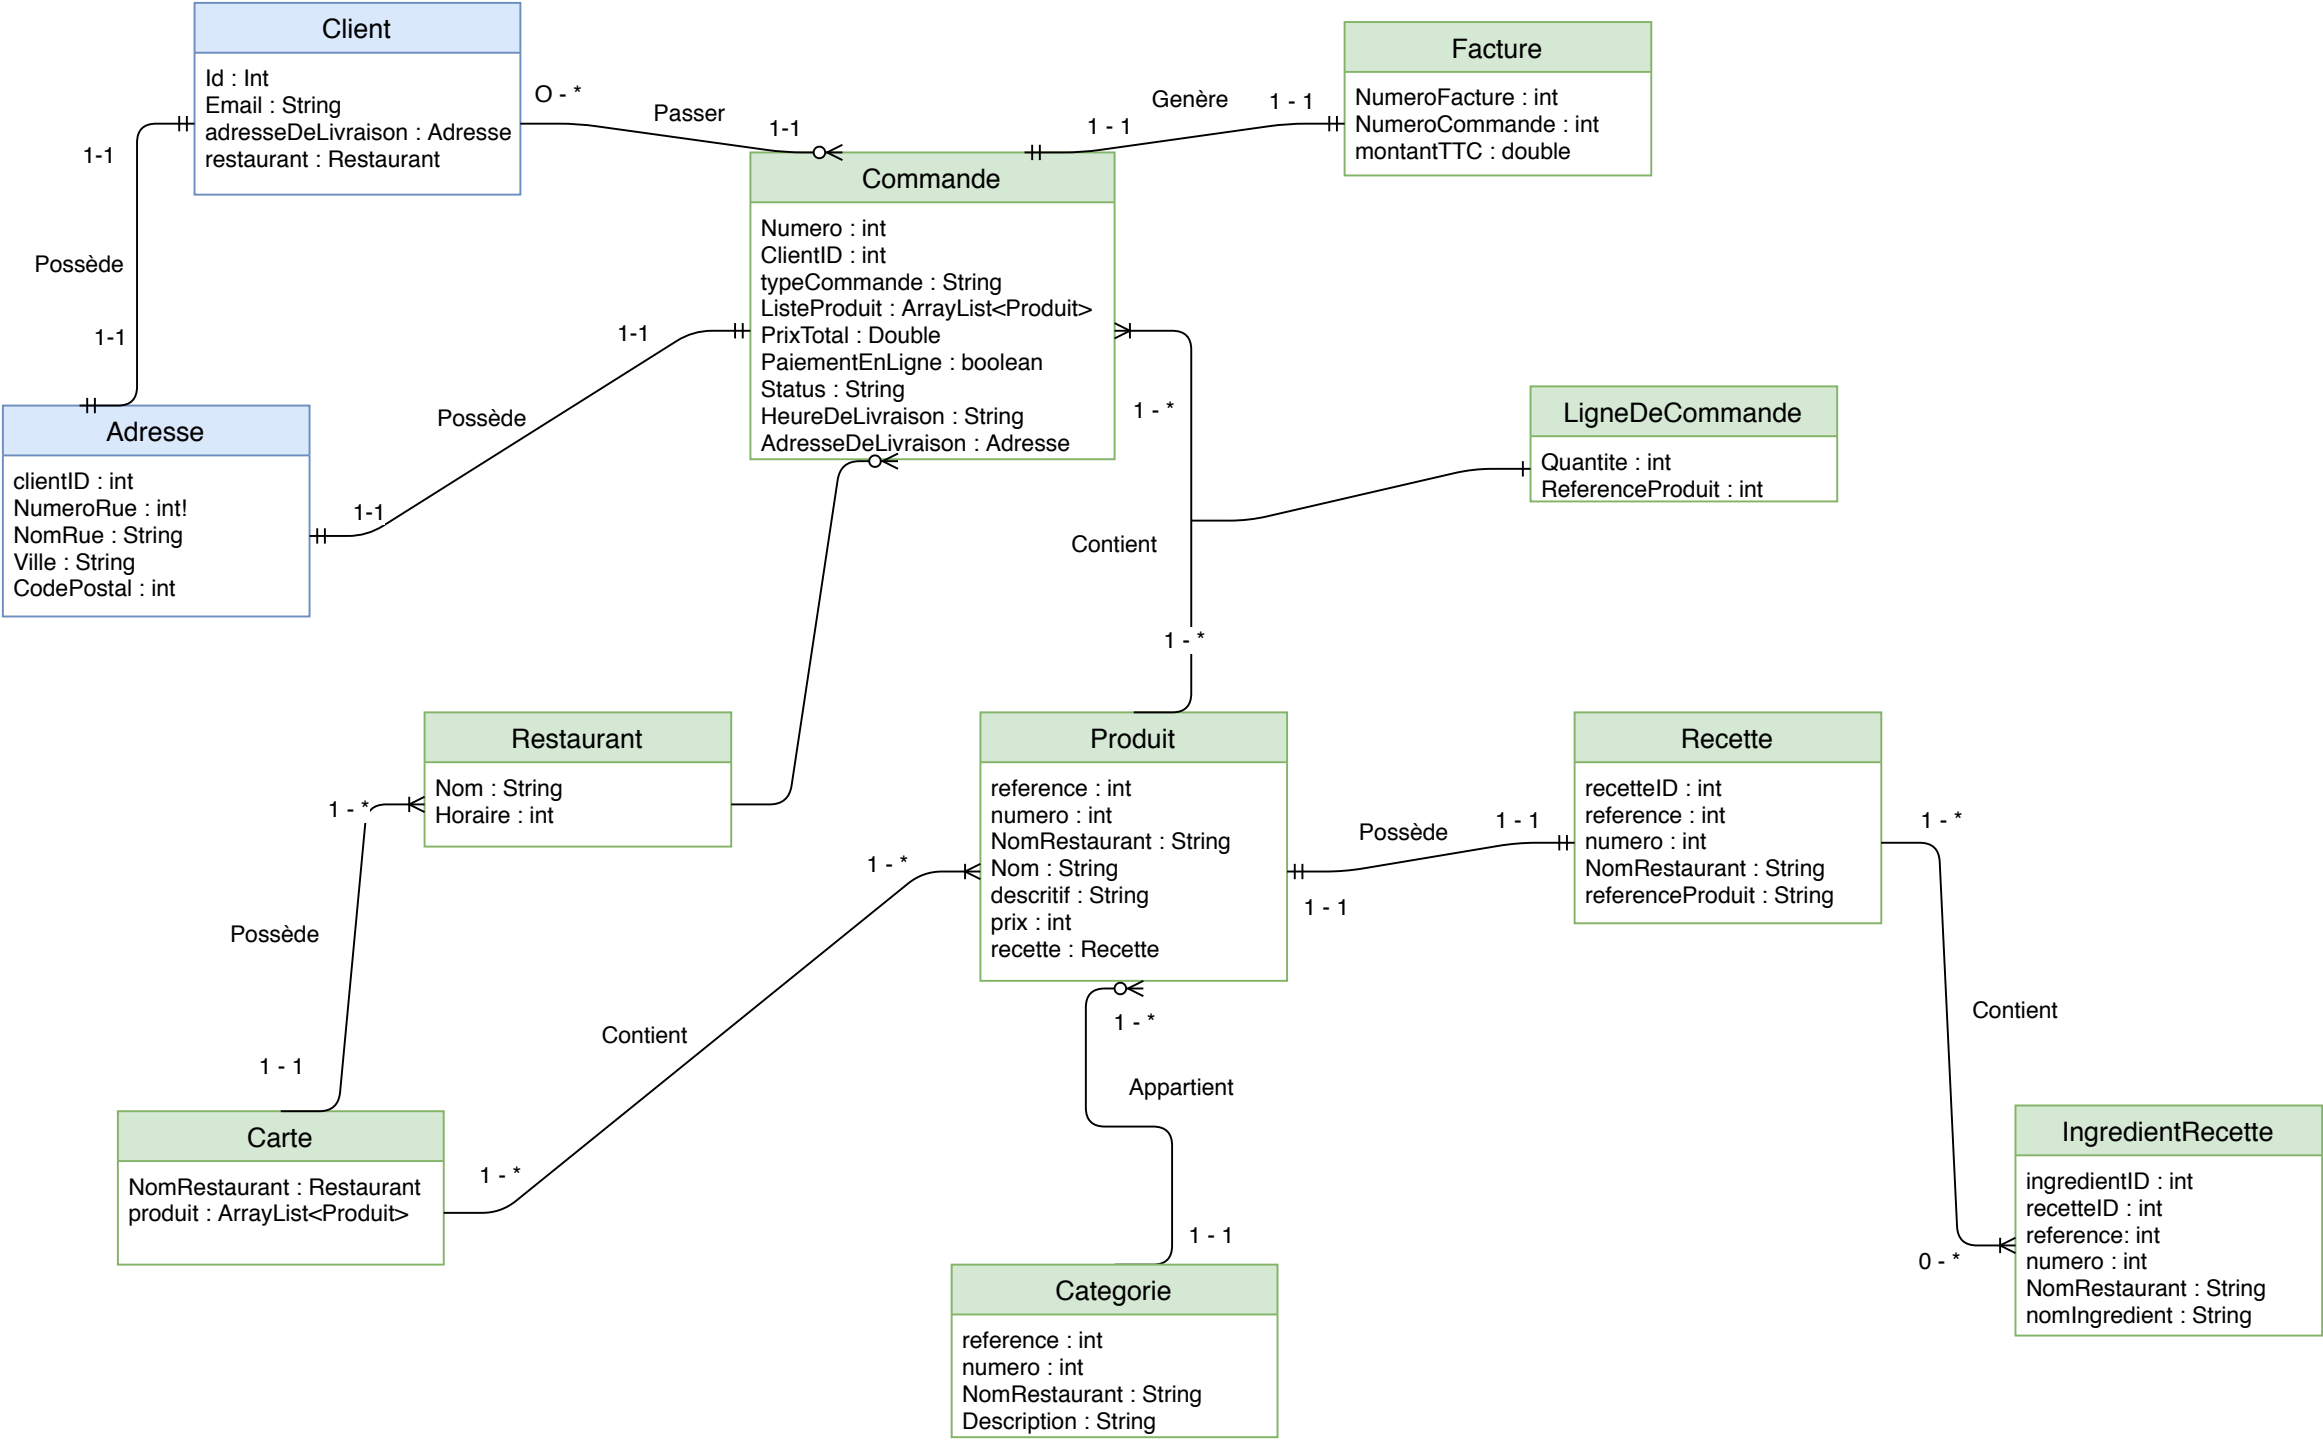 Client
Id : Int
Email : String
adresseDeLivraison : Adresse
restaurant : Restaurant
O - *
Passer
1-1
Genère
1 - 1
1 - 1
Facture
NumeroFacture : int
NumeroCommande : int
montantTTC : double
1-1
Possède
1-1
Commande
Numero : int
ClientID : int
typeCommande : String
ListeProduit : ArrayList<Produit>
PrixTotal : Double
PaiementEnLigne : boolean
Status : String
HeureDeLivraison : String
AdresseDeLivraison : Adresse
1-1
Possède
1-1
Adresse
clientID : int
NumeroRue : int!
NomRue : String
Ville : String
CodePostal : int
1 - *
Contient
1 - *
LigneDeCommande
Quantite : int
ReferenceProduit : int
Restaurant
Nom : String
Horaire : int
1 - *
Possède
1 - 1
Produit
reference : int
numero : int
NomRestaurant : String
Nom : String
descritif : String
prix : int
recette : Recette
1 - *
Contient
1 - *
Possède
1 - 1
1 - 1
Recette
recetteID : int
reference : int
numero : int
NomRestaurant : String
referenceProduit : String
1 - *
Contient
0 - *
1 - *
Appartient
1 - 1
Carte
NomRestaurant : Restaurant
produit : ArrayList<Produit>
IngredientRecette
ingredientID : int
recetteID : int
reference: int
numero : int
NomRestaurant : String
nomIngredient : String
Categorie
reference : int
numero : int
NomRestaurant : String
Description : String